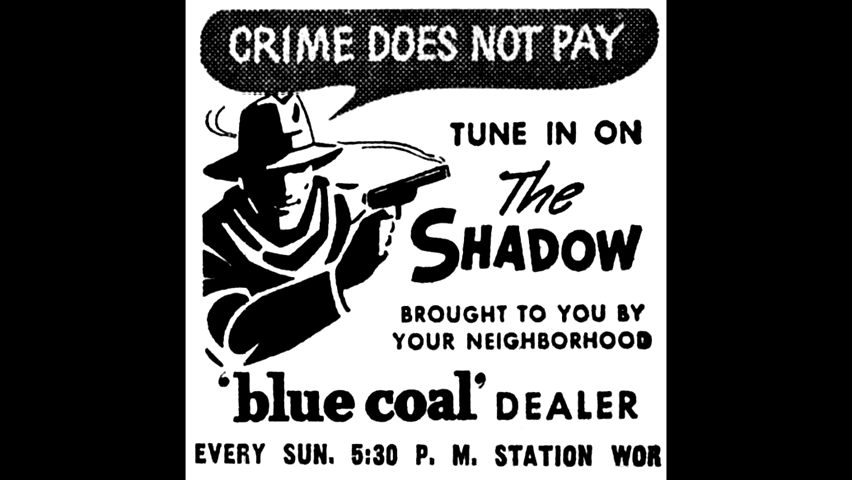 CRIME DOES NOT PAY
TUNE IN ON
The
SHADOW
BROUGHT TO YOU BY
YOUR NEIGHBORHOOD
'blue coal' DEALER
EVERY SUN. 5:30 P. M. STATION WOR